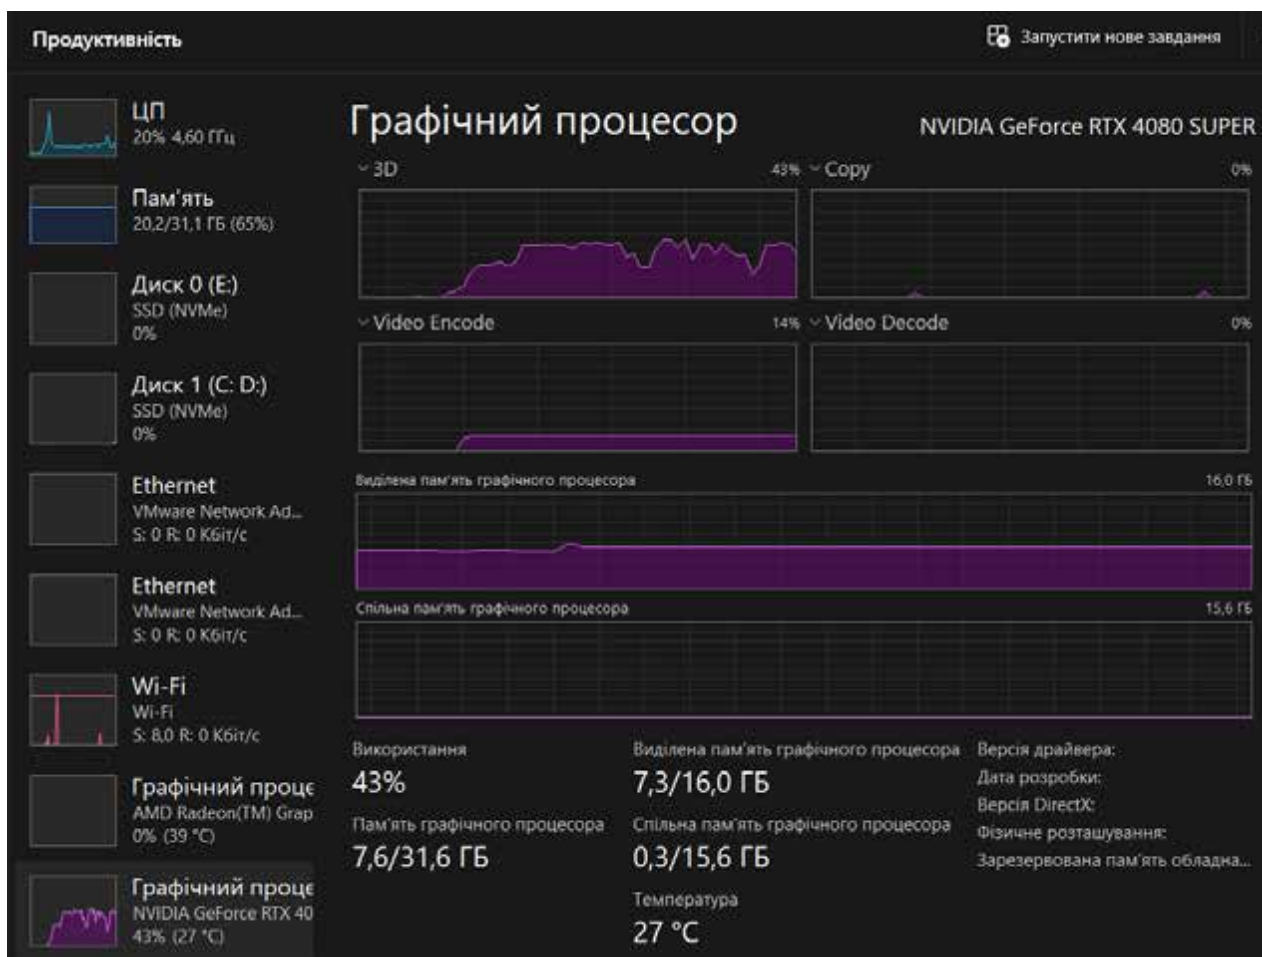 Продуктивність
Запустити нове завдання
ЦП
20% 4,60 ГГц
Пам'ять
20,2/31,1 ГБ (65%)
Диск 0 (E:)
SSD (NVMe)
0%
Диск 1 (C: D:)
SSD (NVMe)
0%
Ethernet
VMware Network Ad...
S: 0 R: 0 Кбіт/с
Ethernet
VMware Network Ad...
S: 0 R: 0 Кбіт/с
Wi-Fi
Wi-Fi
S: 8,0 R: 0 Кбіт/с
Графічний проце
AMD Radeon(TM) Grap
0% (39 °C)
Графічний проце
NVIDIA GeForce RTX 40
43% (27 °C)
Графічний процесор
NVIDIA GeForce RTX 4080 SUPER
3D 43%
Copy 0%
Video Encode 14%
Video Decode 0%
Виділена пам'ять графічного процесора 16,0 ГБ
Спільна пам'ять графічного процесора 15,6 ГБ
Використання
43%
Пам'ять графічного процесора
7,6/31,6 ГБ
Виділена пам'ять графічного процесора
7,3/16,0 ГБ
Спільна пам'ять графічного процесора
0,3/15,6 ГБ
Температура
27 °C
Версія драйвера:
Дата розробки:
Версія DirectX:
Фізичне розташування:
Зарезервована пам'ять обладна...